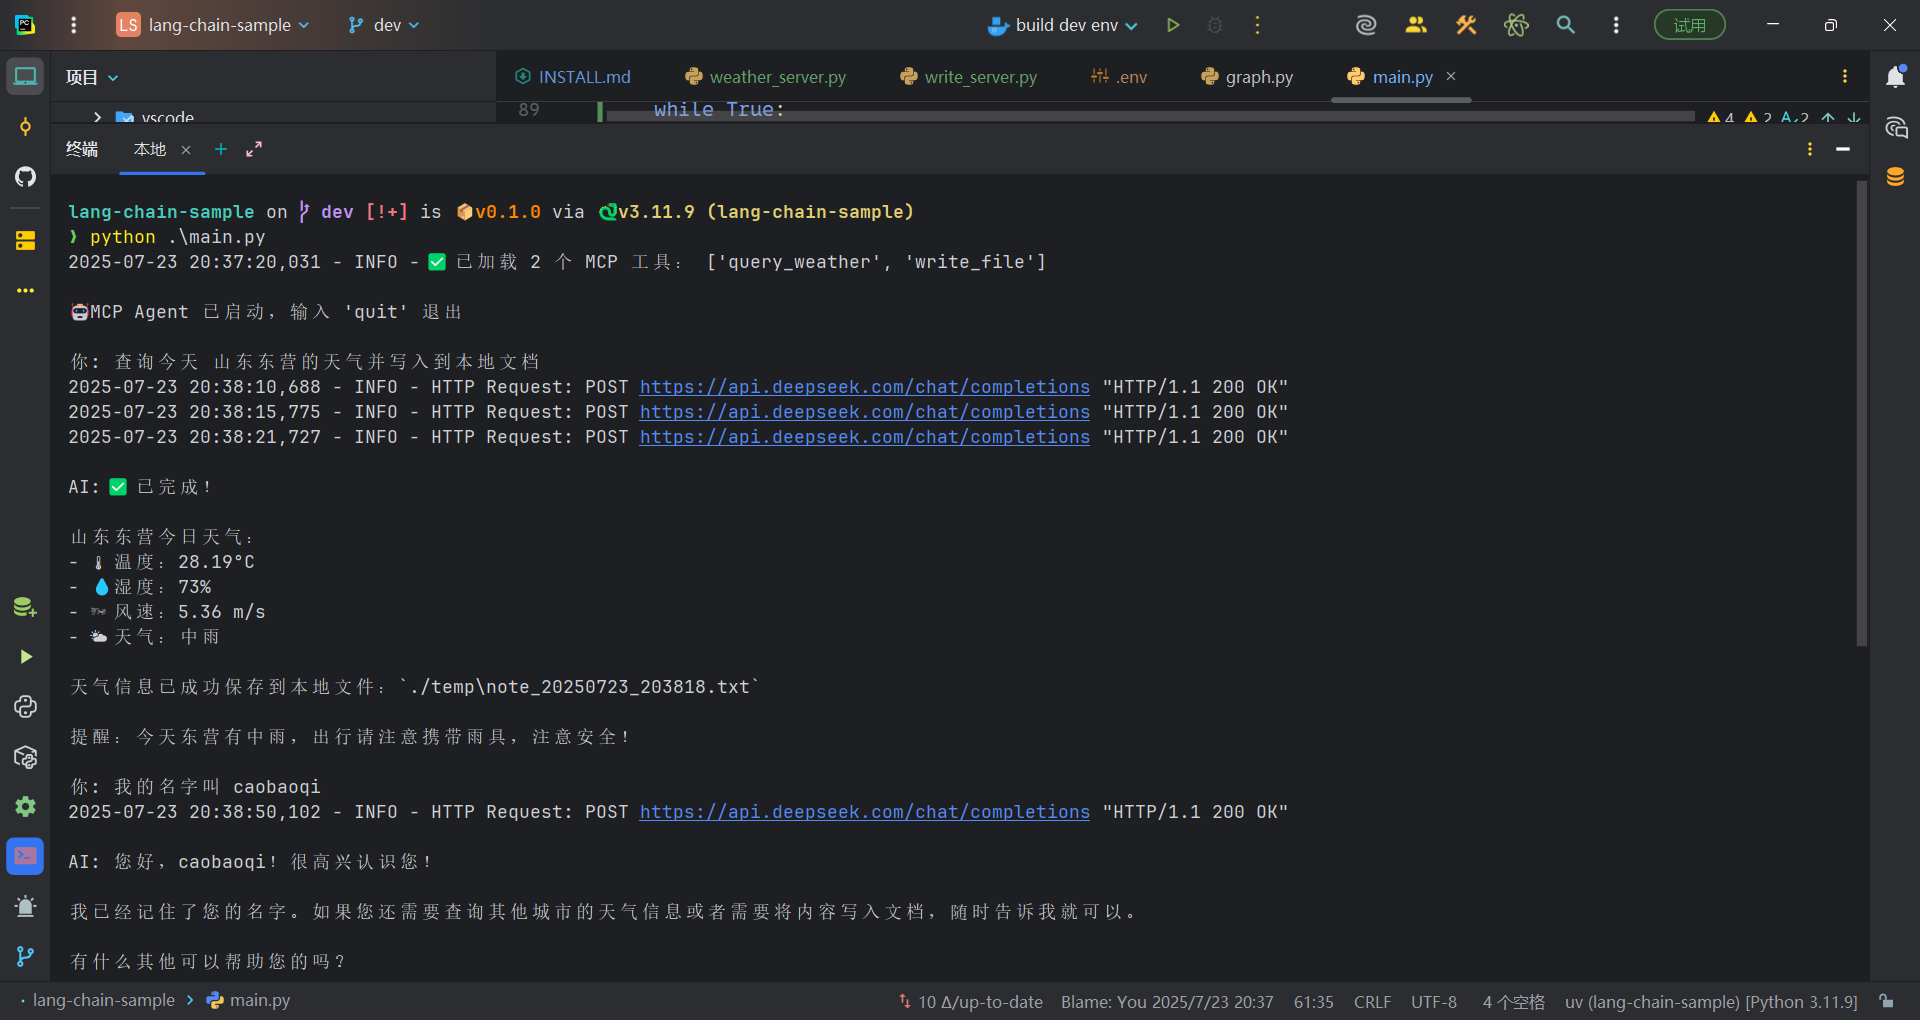 LS lang-chain-sample dev build dev env 试用
项目 INSTALL.md weather_server.py write_server.py .env graph.py main.py
89 while True:
vscode 4 2 2
终端 本地
lang-chain-sample on dev [!+] is v0.1.0 via v3.11.9 (lang-chain-sample)
❯ python .\main.py
2025-07-23 20:37:20,031 - INFO - ✅ 已加载 2 个 MCP 工具: ['query_weather', 'write_file']
🤖MCP Agent 已启动，输入 'quit' 退出
你: 查询今天 山东东营的天气并写入到本地文档
2025-07-23 20:38:10,688 - INFO - HTTP Request: POST https://api.deepseek.com/chat/completions "HTTP/1.1 200 OK"
2025-07-23 20:38:15,775 - INFO - HTTP Request: POST https://api.deepseek.com/chat/completions "HTTP/1.1 200 OK"
2025-07-23 20:38:21,727 - INFO - HTTP Request: POST https://api.deepseek.com/chat/completions "HTTP/1.1 200 OK"
AI: ✅ 已完成！
山东东营今日天气：
- 🌡 温度：28.19°C
- 💧湿度：73%
- 🌬 风速：5.36 m/s
- 🌥 天气：中雨
天气信息已成功保存到本地文件：`./temp\note_20250723_203818.txt`
提醒：今天东营有中雨，出行请注意携带雨具，注意安全！
你: 我的名字叫 caobaoqi
2025-07-23 20:38:50,102 - INFO - HTTP Request: POST https://api.deepseek.com/chat/completions "HTTP/1.1 200 OK"
AI: 您好，caobaoqi！很高兴认识您！
我已经记住了您的名字。如果您还需要查询其他城市的天气信息或者需要将内容写入文档，随时告诉我就可以。
有什么其他可以帮助您的吗？
lang-chain-sample main.py 10 Δ/up-to-date Blame: You 2025/7/23 20:37 61:35 CRLF UTF-8 4 个空格 uv (lang-chain-sample) [Python 3.11.9]